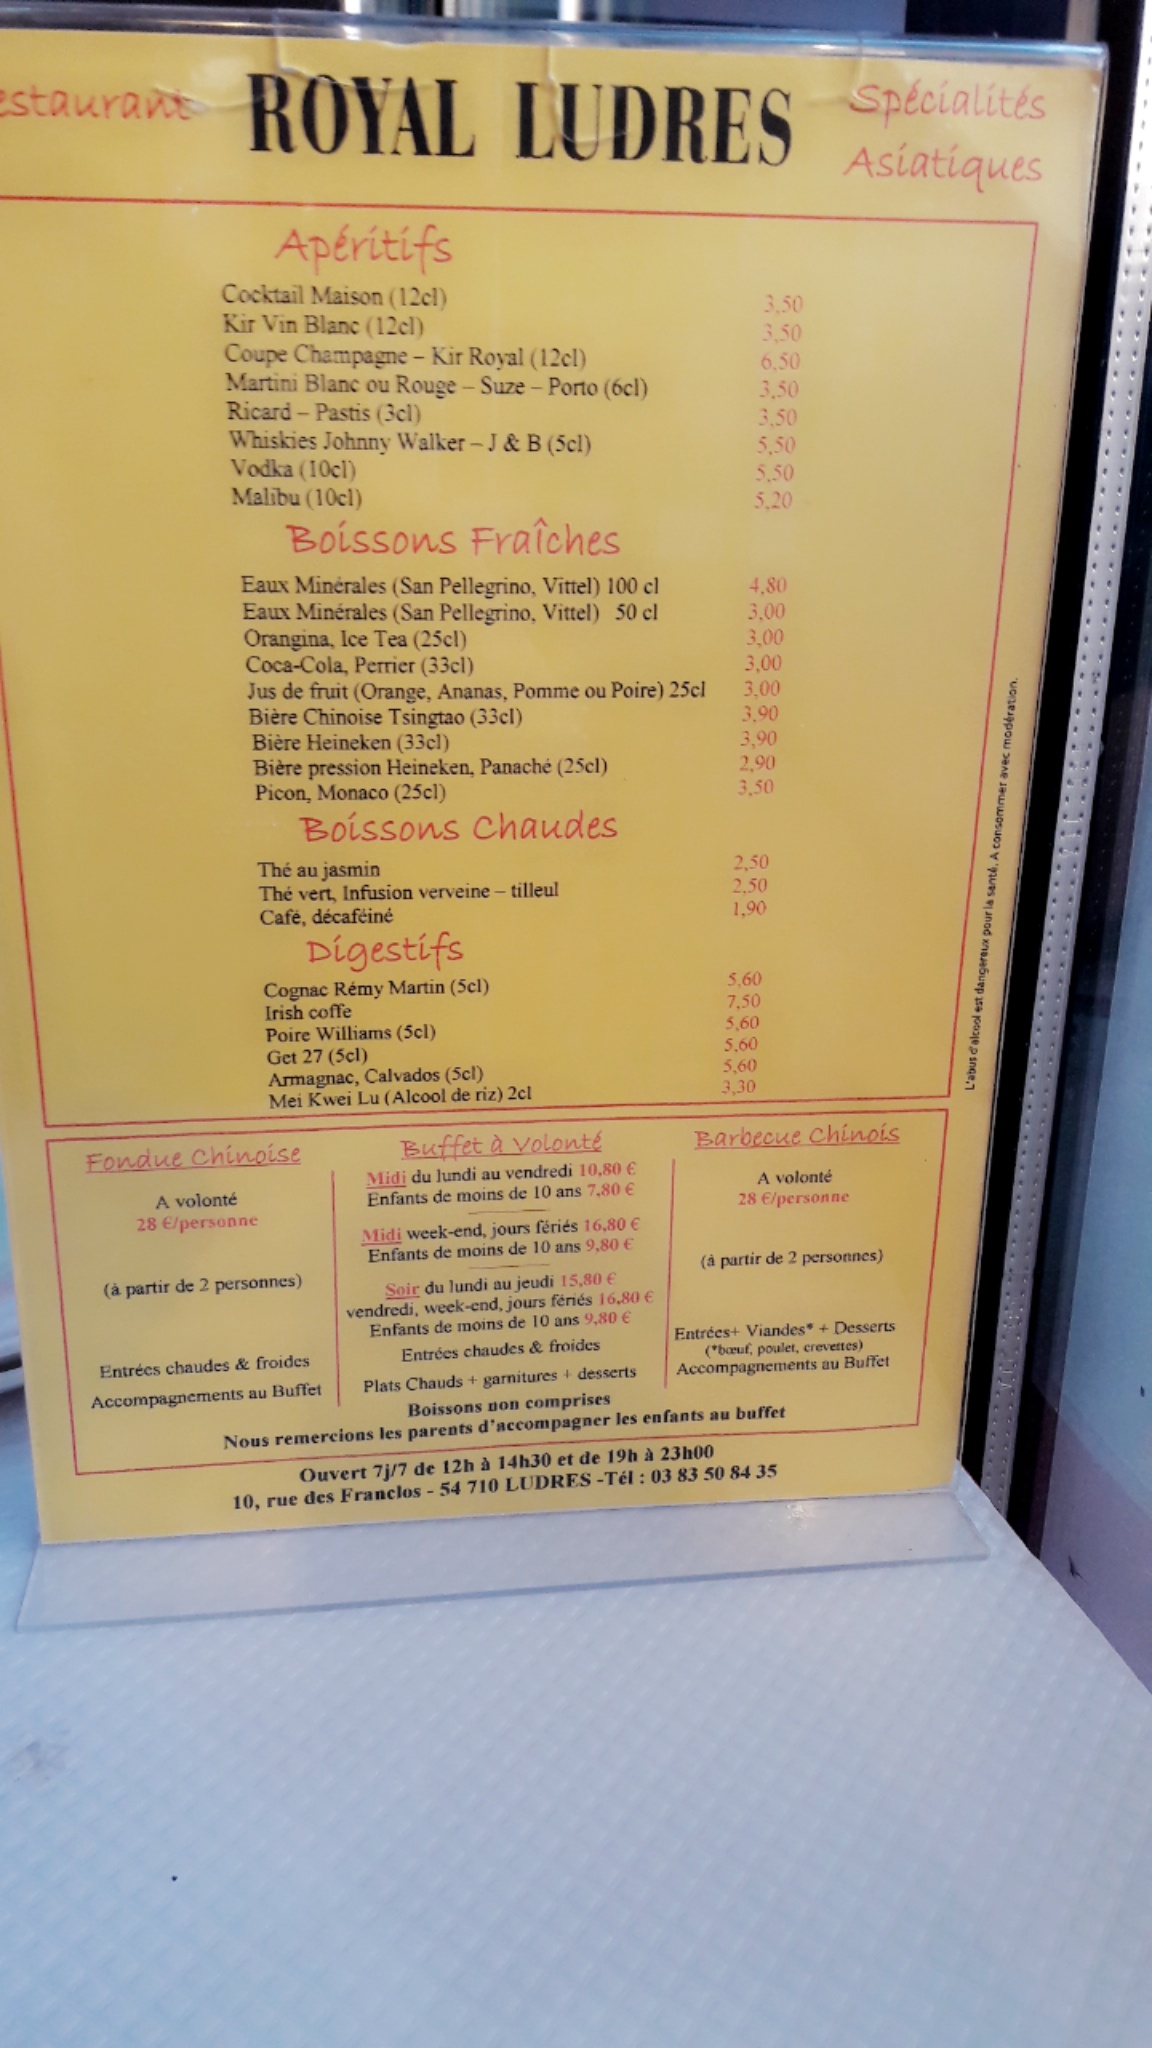 estaurant ROYAL LUDRES Spécialités
Asiatiques
Apéritifs
Cocktail Maison (12cl) 3,50
Kir Vin Blanc (12cl) 3,50
Coupe Champagne – Kir Royal (12cl) 6,50
Martini Blanc ou Rouge – Suze – Porto (6cl) 3,50
Ricard – Pastis (3cl) 3,50
Whiskies Johnny Walker – J & B (5cl) 5,50
Vodka (10cl) 5,50
Malibu (10cl) 5,20
Boissons Fraîches
Eaux Minérales (San Pellegrino, Vittel) 100 cl 4,80
Eaux Minérales (San Pellegrino, Vittel) 50 cl 3,00
Orangina, Ice Tea (25cl) 3,00
Coca-Cola, Perrier (33cl) 3,00
Jus de fruit (Orange, Ananas, Pomme ou Poire) 25cl 3,00
Bière Chinoise Tsingtao (33cl) 3,90
Bière Heineken (33cl) 3,90
Bière pression Heineken, Panaché (25cl) 2,90
Picon, Monaco (25cl) 3,50
Boissons Chaudes
Thé au jasmin 2,50
Thé vert, Infusion verveine – tilleul 2,50
Café, décaféiné 1,90
Digestifs
Cognac Rémy Martin (5cl) 5,60
Irish coffe 7,50
Poire Williams (5cl) 5,60
Get 27 (5cl) 5,60
Armagnac, Calvados (5cl) 5,60
Mei Kwei Lu (Alcool de riz) 2cl 3,30
L'abus d'alcool est dangereux pour la santé. A consommer avec modération.
Fondue Chinoise
A volonté
28 €/personne
(à partir de 2 personnes)
Entrées chaudes & froides
Accompagnements au Buffet
Buffet à Volonté
Midi du lundi au vendredi 10,80 €
Enfants de moins de 10 ans 7,80 €
Midi week-end, jours fériés 16,80 €
Enfants de moins de 10 ans 9,80 €
Soir du lundi au jeudi 15,80 €
vendredi, week-end, jours fériés 16,80 €
Enfants de moins de 10 ans 9,80 €
Entrées chaudes & froides
Plats Chauds + garnitures + desserts
Barbecue Chinois
A volonté
28 €/personne
(à partir de 2 personnes)
Entrées+ Viandes* + Desserts
(*bœuf, poulet, crevettes)
Accompagnements au Buffet
Boissons non comprises
Nous remercions les parents d'accompagner les enfants au buffet
Ouvert 7j/7 de 12h à 14h30 et de 19h à 23h00
10, rue des Franclos - 54 710 LUDRES -Tél : 03 83 50 84 35